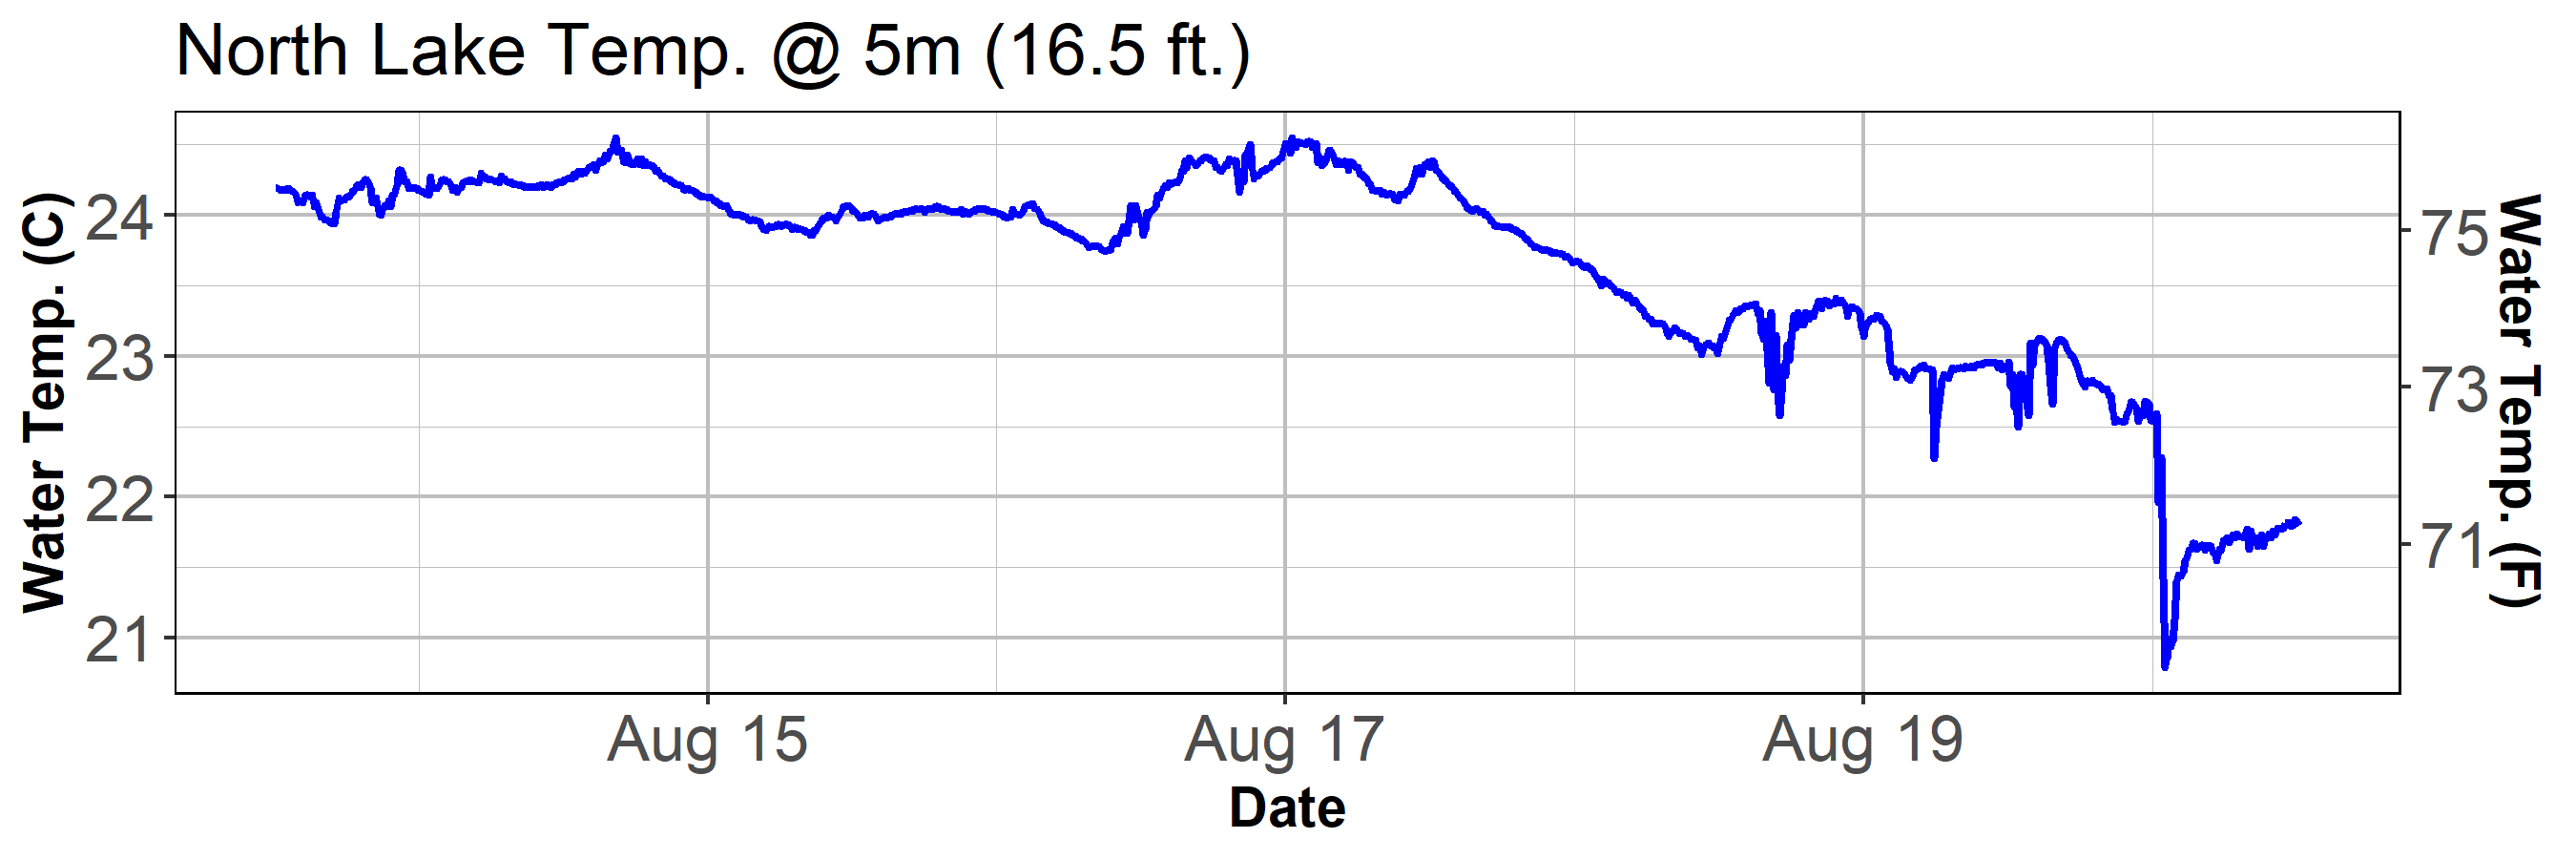 North Lake Temp. @ 5m (16.5 ft.)
Water Temp. (C)
24
23
22
21
75
73
71
Water Temp. (F)
Aug 15
Aug 17
Aug 19
Date